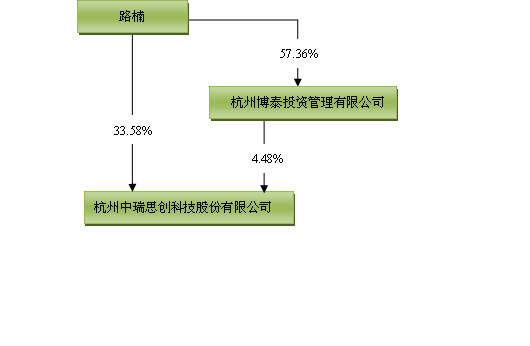 路楠
57.36%
杭州博泰投资管理有限公司
33.58%
4.48%
杭州中瑞思创科技股份有限公司